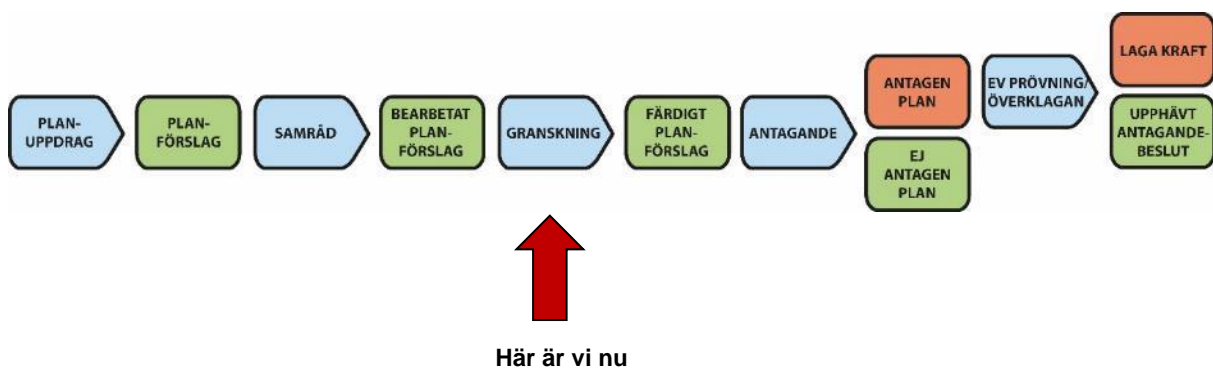 PLAN-
UPPDRAG
PLAN-
FÖRSLAG
SAMRÅD
BEARBETAT
PLAN-
FÖRSLAG
GRANSKNING
FÄRDIGT
PLAN-
FÖRSLAG
ANTAGANDE
ANTAGEN
PLAN
EJ
ANTAGEN
PLAN
EV PRÖVNING/
ÖVERKLAGAN
LAGA KRAFT
UPPHÄVT
ANTAGANDE-
BESLUT
Här är vi nu